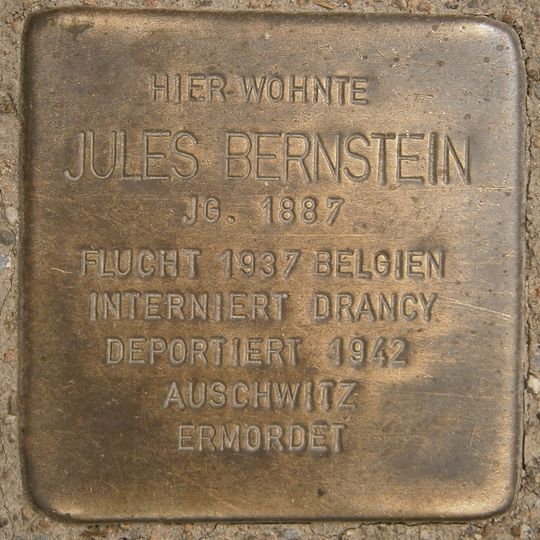 HIER WOHNTE
JULES BERNSTEIN
JG. 1887
FLUCHT 1937 BELGIEN
INTERNIERT DRANCY
DEPORTIERT 1942
AUSCHWITZ
ERMORDET